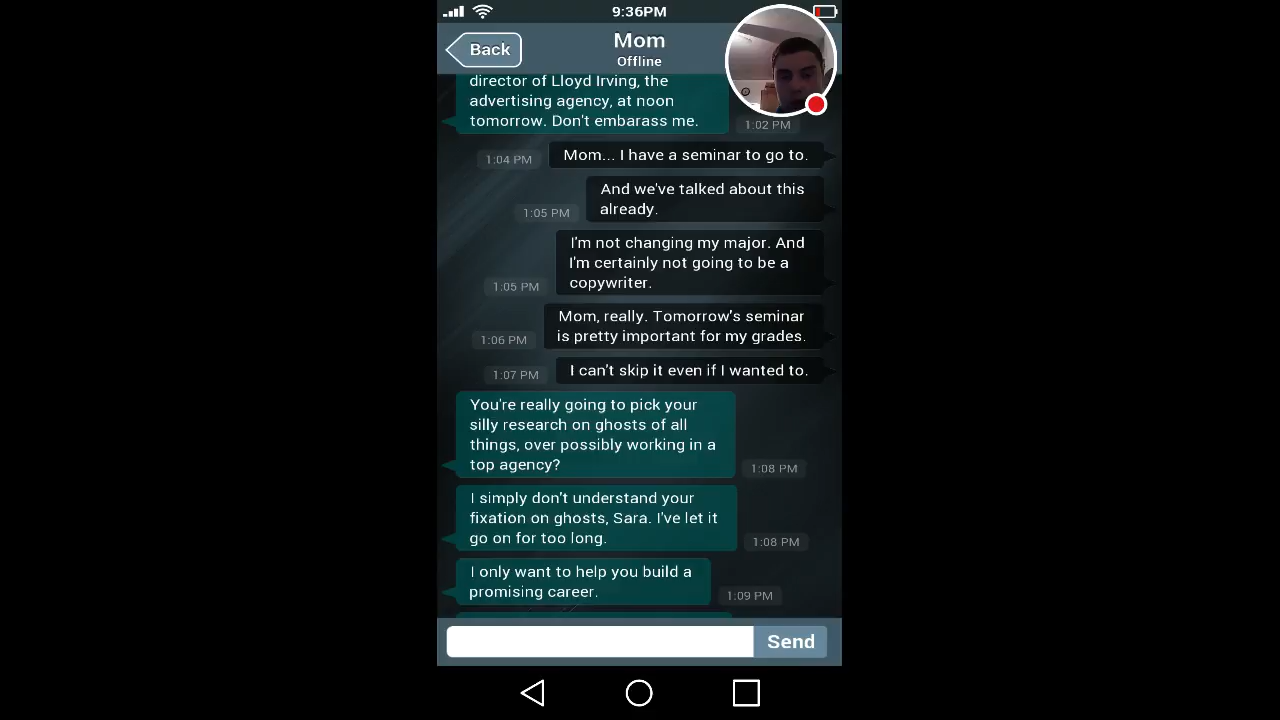 9:36PM
Back
Mom
Offline
director of Lloyd Irving, the
advertising agency, at noon
tomorrow. Don't embarass me.
1:02 PM
Mom... I have a seminar to go to.
1:04 PM
And we've talked about this
already.
1:05 PM
I'm not changing my major. And
I'm certainly not going to be a
copywriter.
1:05 PM
Mom, really. Tomorrow's seminar
is pretty important for my grades.
1:06 PM
I can't skip it even if I wanted to.
1:07 PM
You're really going to pick your
silly research on ghosts of all
things, over possibly working in a
top agency?
1:08 PM
I simply don't understand your
fixation on ghosts, Sara. I've let it
go on for too long.
1:08 PM
I only want to help you build a
promising career.
1:09 PM
Send